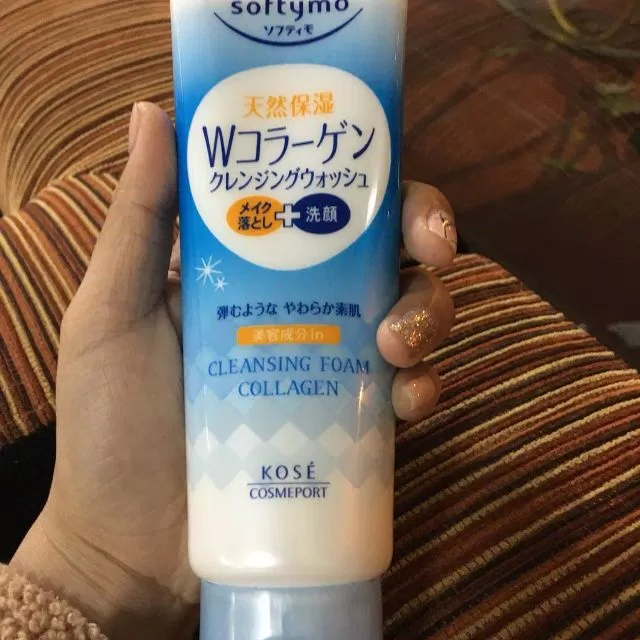 softymo
ソフティモ
天然保湿
Wコラーゲン
クレンジングウォッシュ
メイク落とし+洗顔
弾むような やわらか素肌
美容成分in
CLEANSING FOAM
COLLAGEN
KOSÉ
COSMEPORT